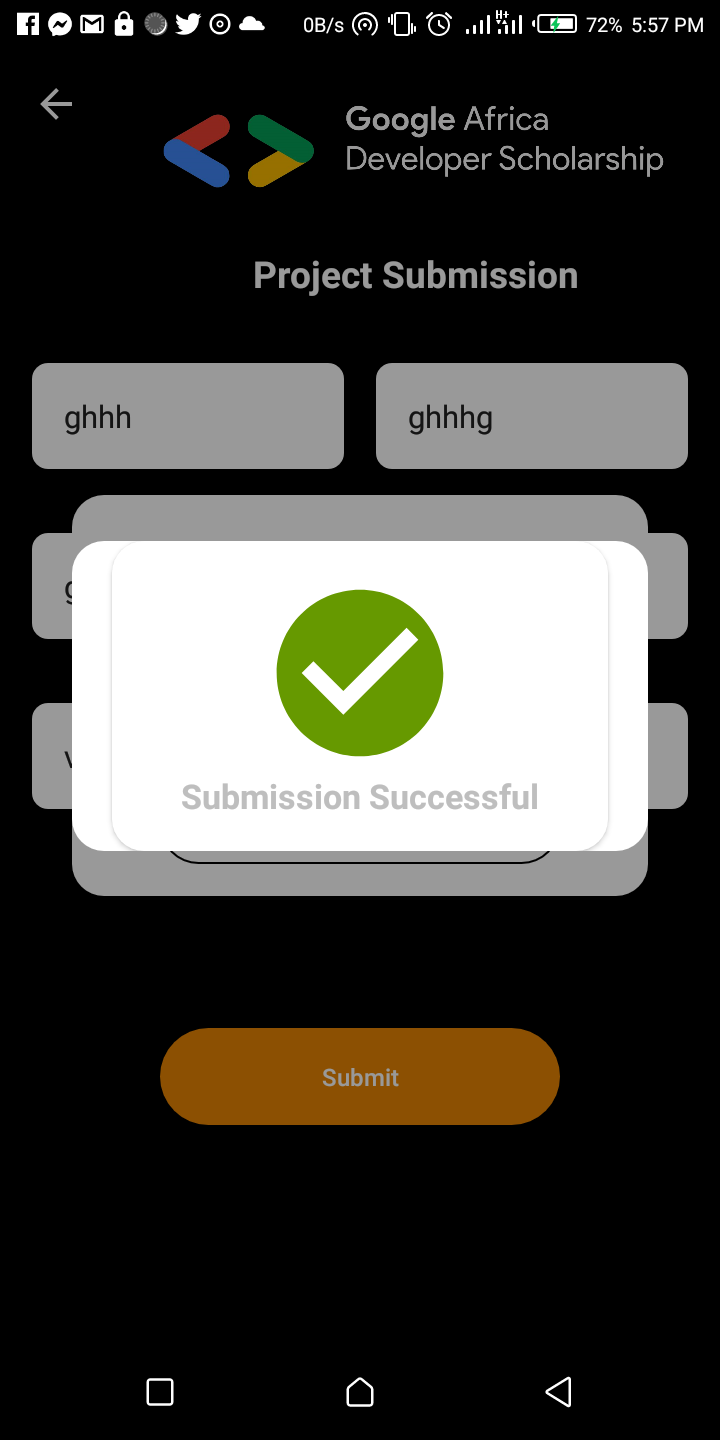 0B/s 72% 5:57 PM
Google Africa
Developer Scholarship
Project Submission
ghhh ghhhg
Submission Successful
Submit